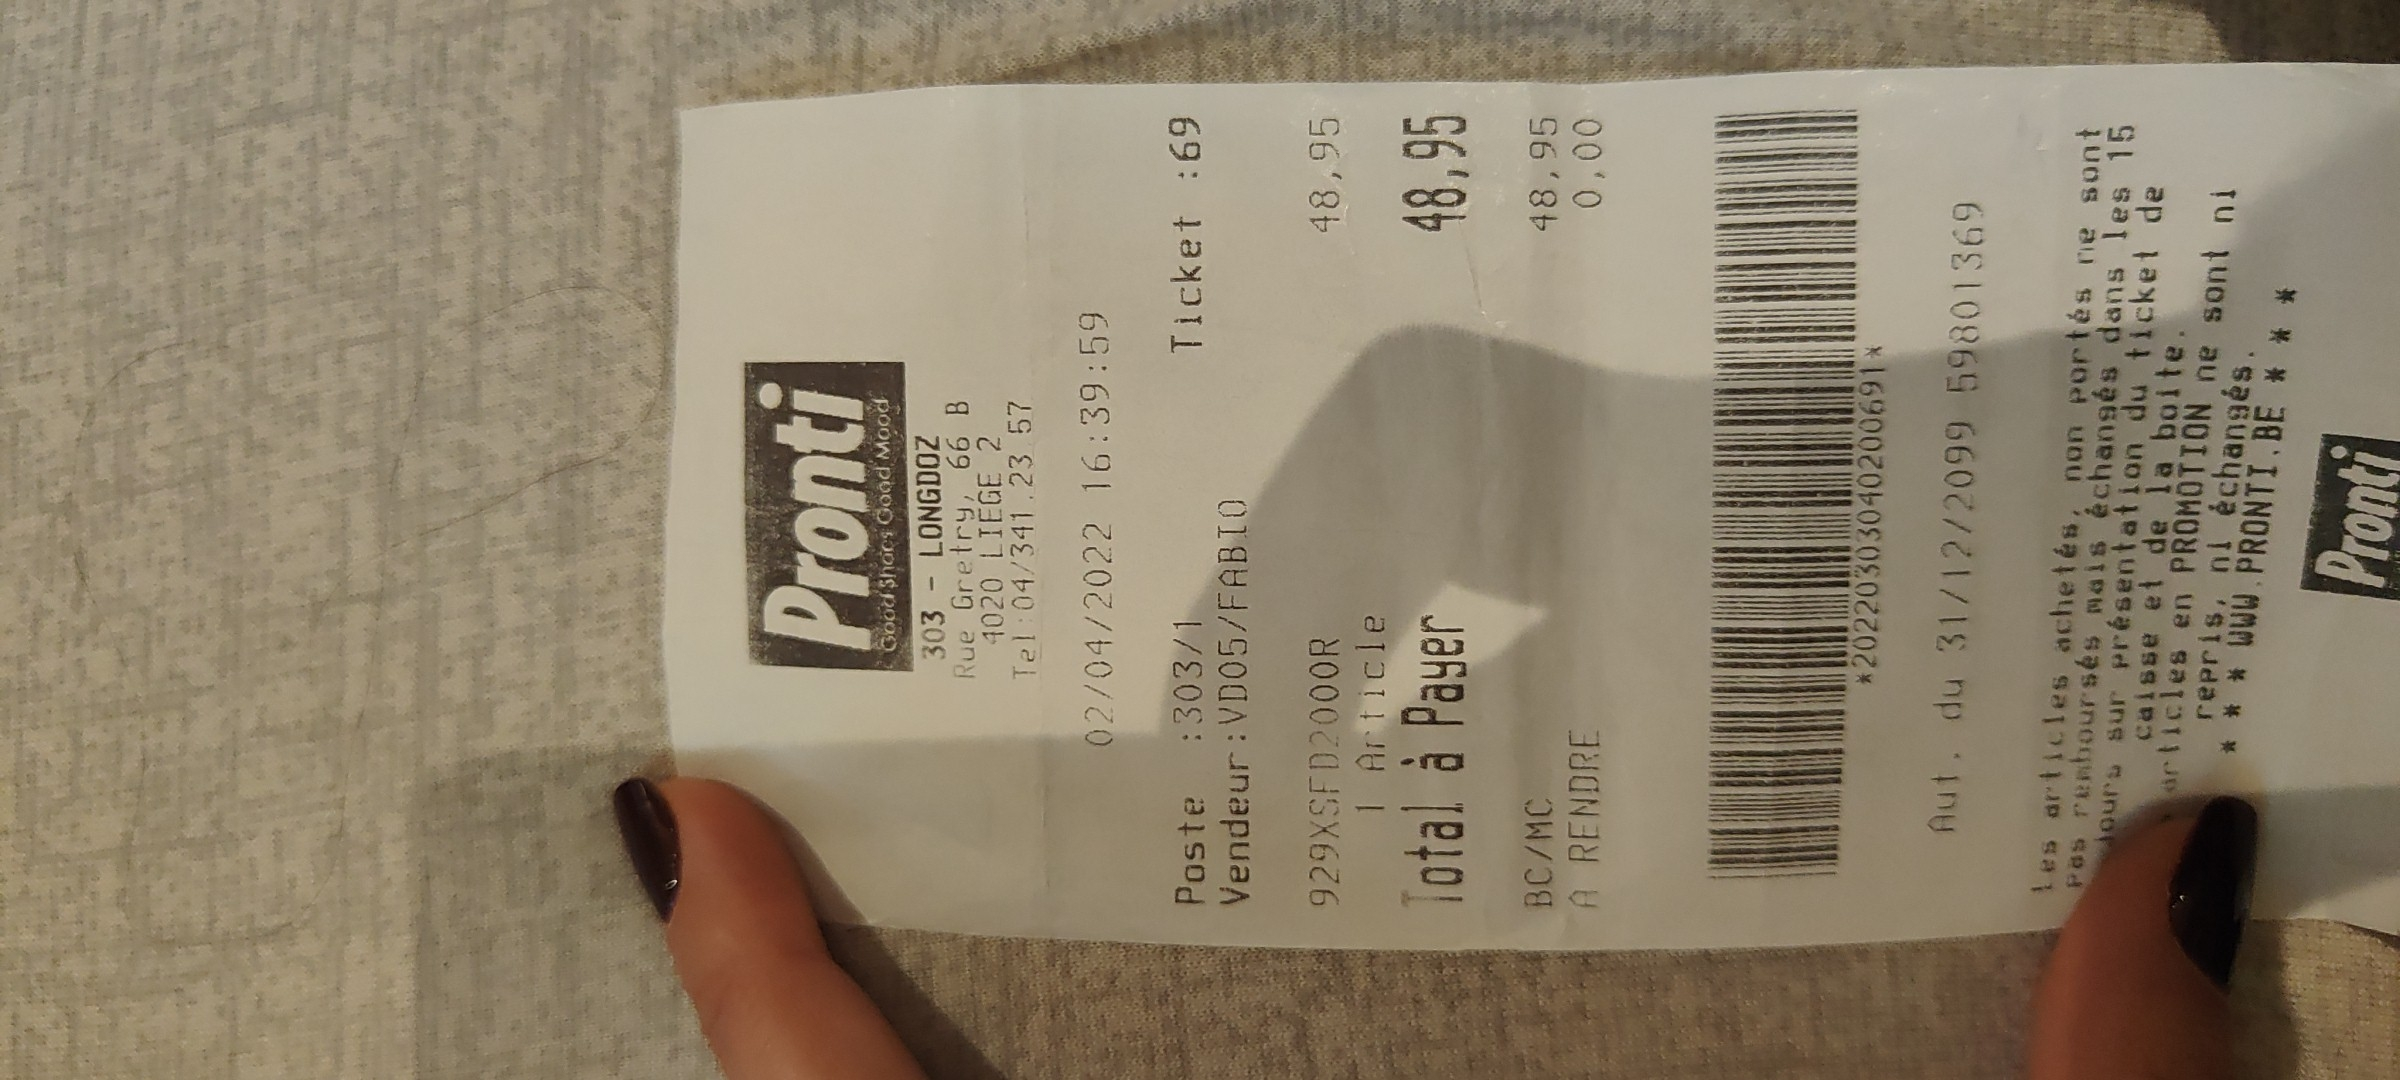 Pronti
Good Shoes Good Mood
303 - LONGDOZ
Rue Gretry, 66 B
4020 LIEGE 2
Tel:04/341.23.57
02/04/2022 16:39:59
Poste :303/1 Ticket :69
Vendeur:VD05/FABIO
929XSFD2000R 48,95
1 Article
Total à Payer 48,95
BC/MC 48,95
A RENDRE 0,00
*20220303040200691*
Aut. du 31/12/2099 59801369
Les articles achetés, non portés ne sont
Pas remboursés mais échangés dans les 15
jours sur présentation du ticket de
caisse et de la boite.
articles en PROMOTION ne sont ni
repris, ni échangés.
* * * WWW.PRONTI.BE * * *
Pronti